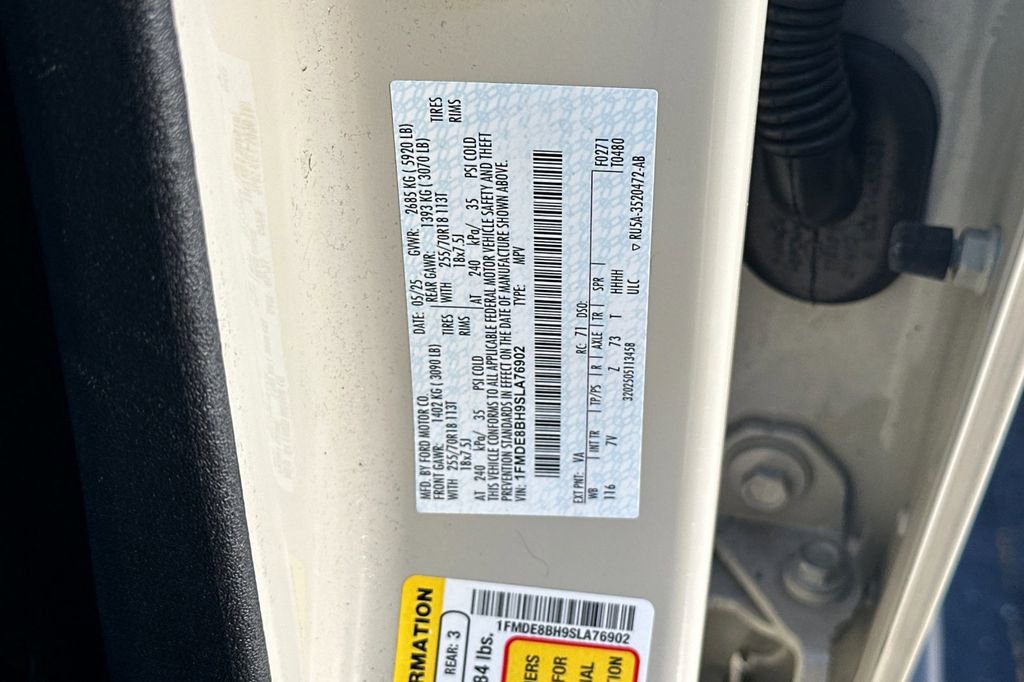 MFD. BY FORD MOTOR CO. DATE: 05/25 GVWR: 2685 KG ( 5920 LB)
FRONT GAWR: 1402 KG ( 3090 LB) REAR GAWR: 1393 KG ( 3070 LB)
WITH 255/70R18 113T TIRES WITH 255/70R18 113T TIRES
18x7.5J RIMS 18x7.5J RIMS
AT 240 kPa/ 35 PSI COLD AT 240 kPa/ 35 PSI COLD
THIS VEHICLE CONFORMS TO ALL APPLICABLE FEDERAL MOTOR VEHICLE SAFETY AND THEFT
PREVENTION STANDARDS IN EFFECT ON THE DATE OF MANUFACTURE SHOWN ABOVE.
VIN: 1FMDE8BH9SLA76902 TYPE: MPV
EXT PNT: VA RC: 71 DSO: F0271
WB INT TR TP/PS R AXLE TR SPR T0480
116 7V Z 73 T HHHH
ULC ▽ RU5A-3520472-AB
320250511345B
RMATION
REAR: 3
84 lbs.
1FMDE8BH9SLA76902
ERS
FOR
IAL
TION